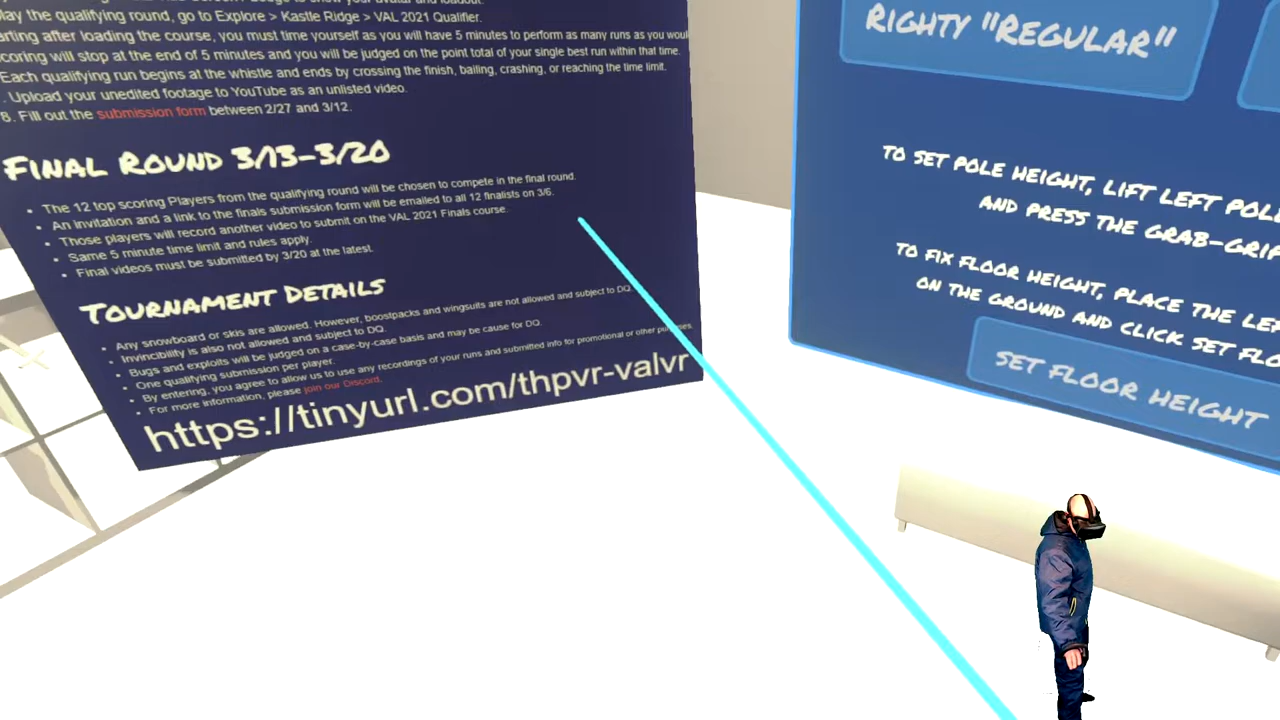 lay the qualifying round, go to Explore > Kastle Ridge > VAL 2021 Qualifier.
arting after loading the course, you must time yourself as you will have 5 minutes to perform as many runs as you woul
coring will stop at the end of 5 minutes and you will be judged on the point total of your single best run within that time.
Each qualifying run begins at the whistle and ends by crossing the finish, bailing, crashing, or reaching the time limit.
. Upload your unedited footage to YouTube as an unlisted video.
8. Fill out the submission form between 2/27 and 3/12.
FINAL ROUND 3/13-3/20
• The 12 top scoring Players from the qualifying round will be chosen to compete in the final round.
• An invitation and a link to the finals submission form will be emailed to all 12 finalists on 3/6.
• Those players will record another video to submit on the VAL 2021 Finals course.
• Same 5 minute time limit and rules apply.
• Final videos must be submitted by 3/20 at the latest.
TOURNAMENT DETAILS
• Any snowboard or skis are allowed. However, boostpacks and wingsuits are not allowed and subject to DQ.
• Invincibility is also not allowed and subject to DQ.
• Bugs and exploits will be judged on a case-by-case basis and may be cause for DQ.
• One qualifying submission per player.
• By entering, you agree to allow us to use any recordings of your runs and submitted info for promotional or other purposes
• For more information, please join our Discord.
https://tinyurl.com/thpvr-valvr
RIGHTY "REGULAR"
TO SET POLE HEIGHT, LIFT LEFT POL
AND PRESS THE GRAB-GRIP
TO FIX FLOOR HEIGHT, PLACE THE LEF
ON THE GROUND AND CLICK SET FLO
SET FLOOR HEIGHT